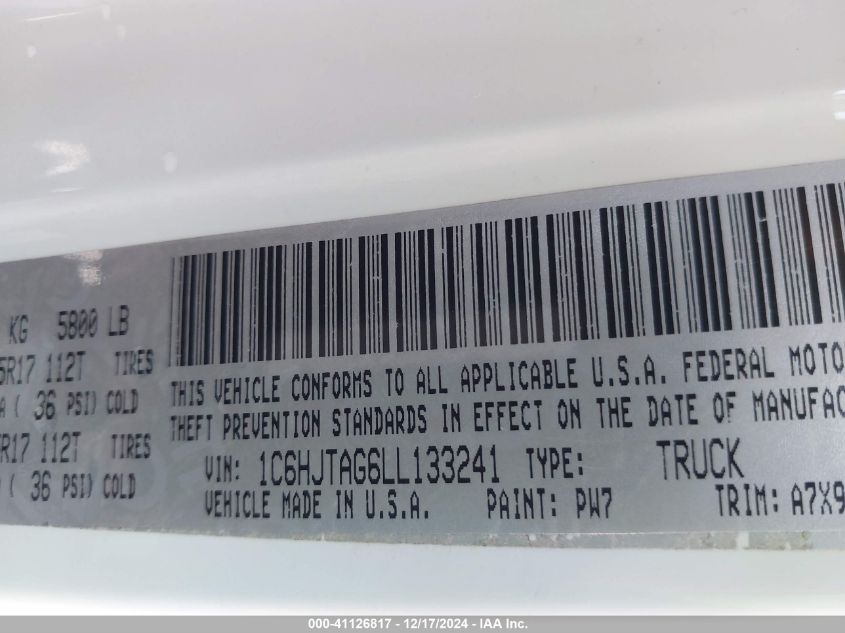 KG 5800 LB
5R17 112T TIRES
A ( 36 PSI) COLD
R17 112T TIRES
( 36 PSI) COLD
THIS VEHICLE CONFORMS TO ALL APPLICABLE U.S.A. FEDERAL MOTO
THEFT PREVENTION STANDARDS IN EFFECT ON THE DATE OF MANUFAC
VIN: 1C6HJTAG6LL133241 TYPE: TRUCK
VEHICLE MADE IN U.S.A. PAINT: PW7 TRIM: A7X9
000-41126817 - 12/17/2024 - IAA Inc.